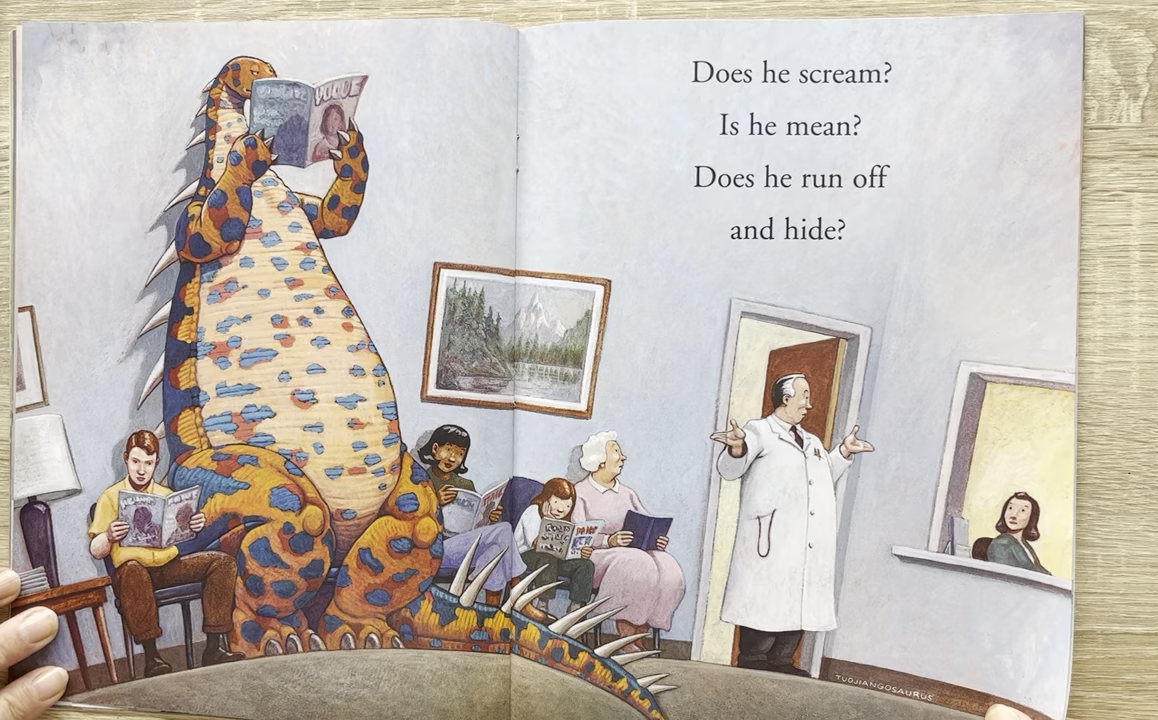 VOGUE
Does he scream?
Is he mean?
Does he run off
and hide?
TUOJIANGOSAURUS